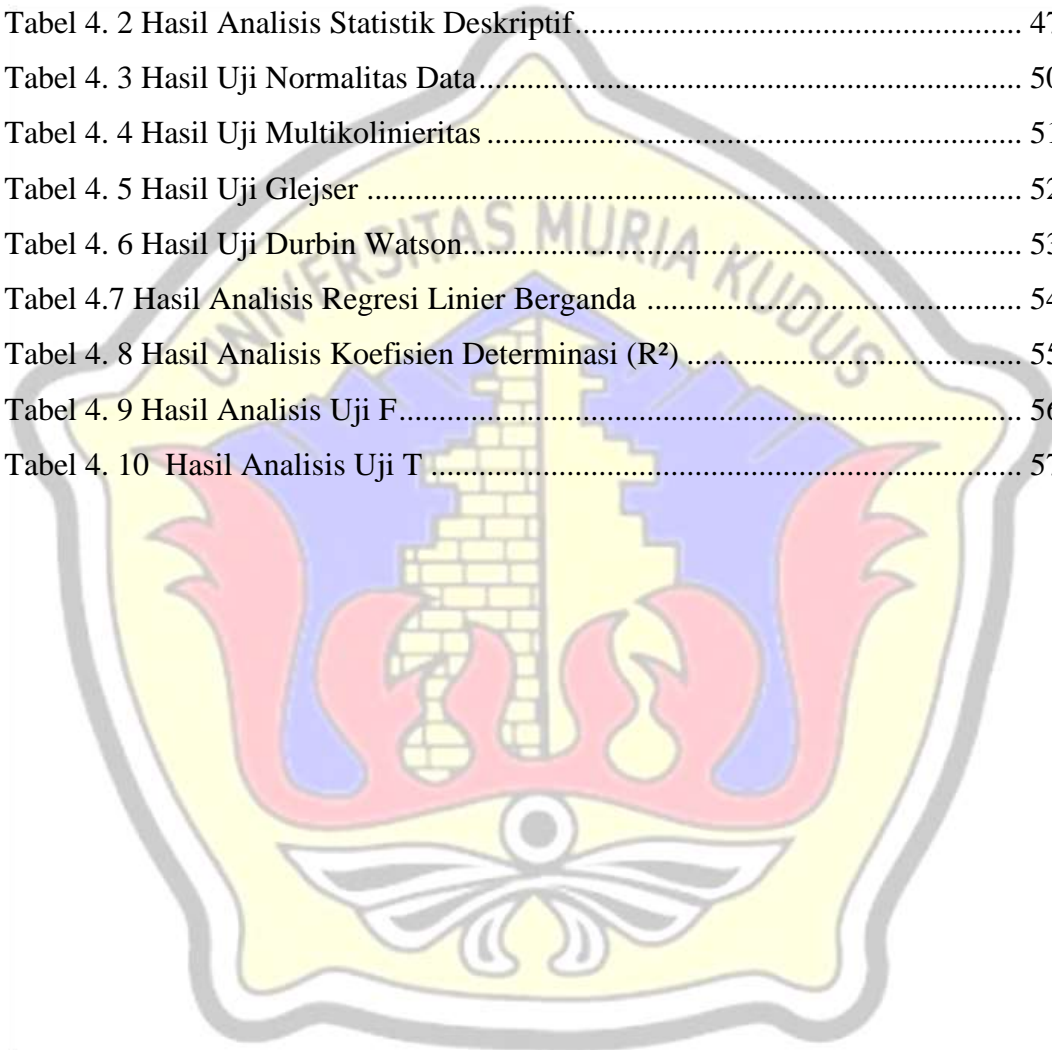 Tabel 4. 2 Hasil Analisis Statistik Deskriptif............................................................ 47
Tabel 4. 3 Hasil Uji Normalitas Data........................................................................ 50
Tabel 4. 4 Hasil Uji Multikolinieritas ....................................................................... 51
Tabel 4. 5 Hasil Uji Glejser ...................................................................................... 52
Tabel 4. 6 Hasil Uji Durbin Watson.......................................................................... 53
Tabel 4.7 Hasil Analisis Regresi Linier Berganda ................................................... 54
Tabel 4. 8 Hasil Analisis Koefisien Determinasi (R²) ............................................. 55
Tabel 4. 9 Hasil Analisis Uji F.................................................................................. 56
Tabel 4. 10  Hasil Analisis Uji T .............................................................................. 57
UNIVERSITAS MURIA KUDUS